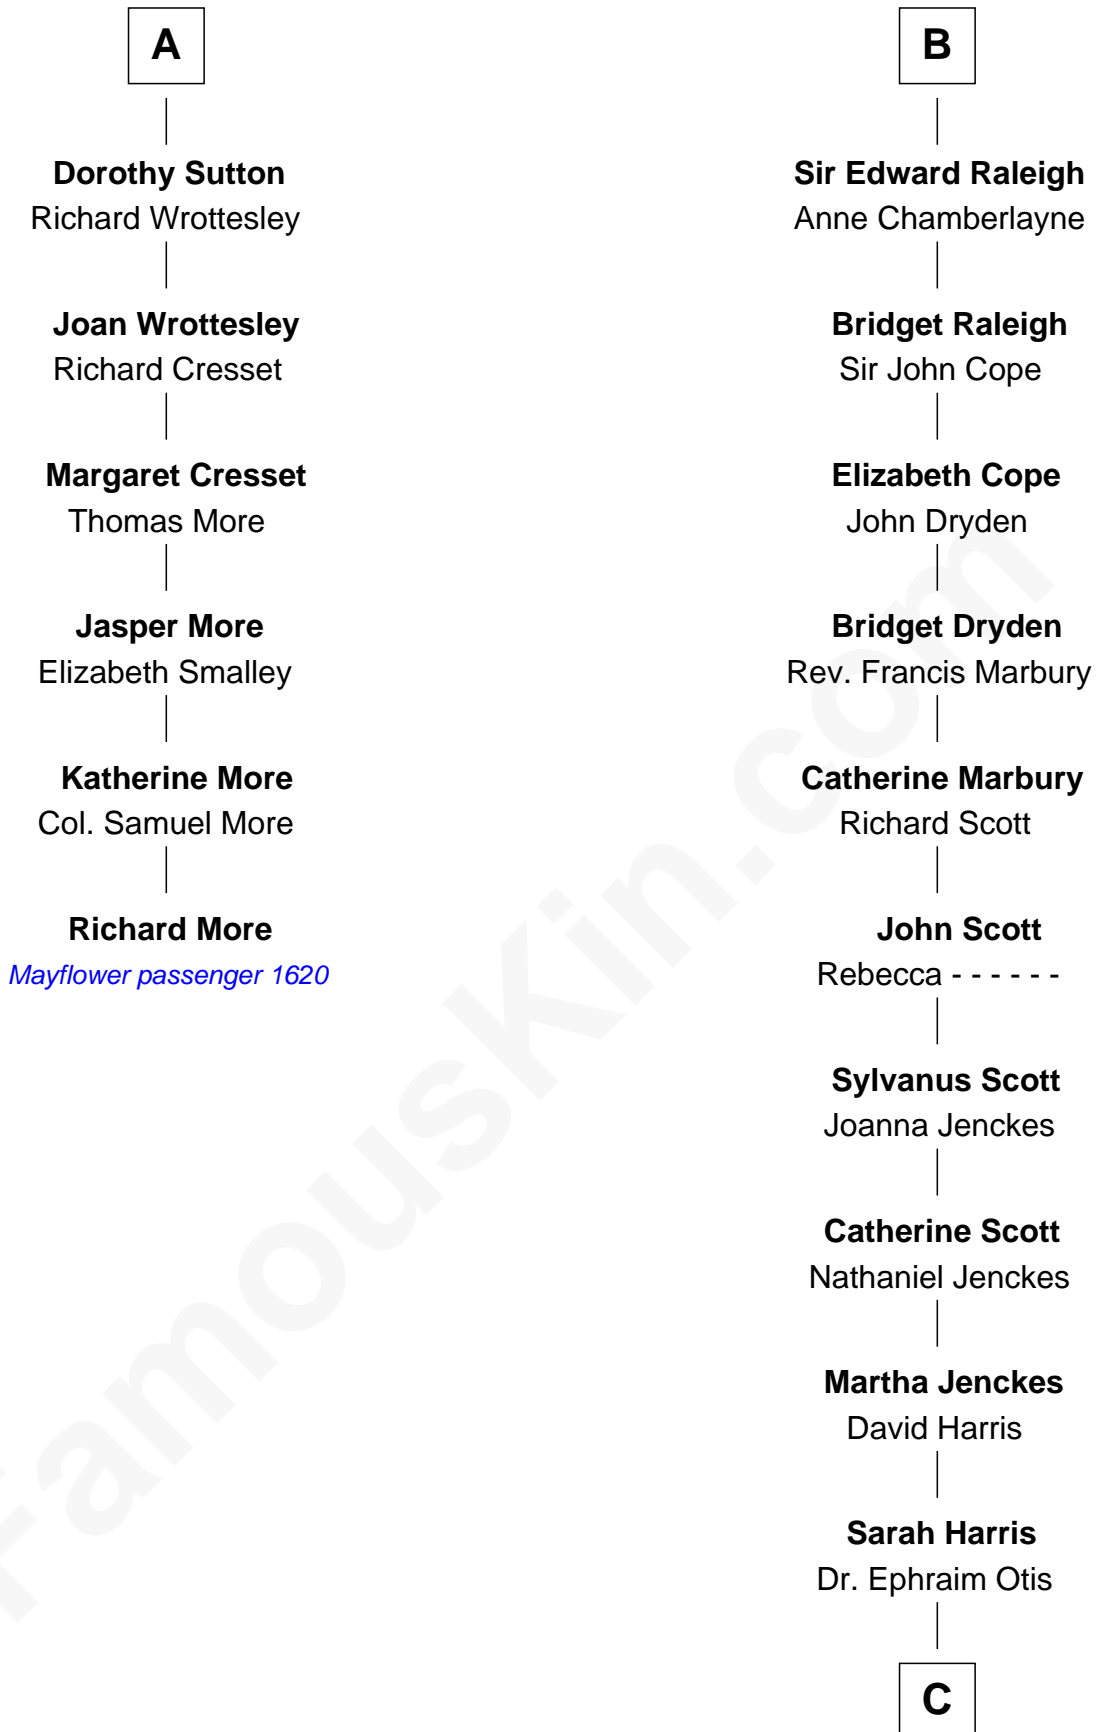 A
Dorothy Sutton
Richard Wrottesley
Joan Wrottesley
Richard Cresset
Margaret Cresset
Thomas More
Jasper More
Elizabeth Smalley
Katherine More
Col. Samuel More
Richard More
Mayflower passenger 1620
B
Sir Edward Raleigh
Anne Chamberlayne
Bridget Raleigh
Sir John Cope
Elizabeth Cope
John Dryden
Bridget Dryden
Rev. Francis Marbury
Catherine Marbury
Richard Scott
John Scott
Rebecca - - - - - -
Sylvanus Scott
Joanna Jenckes
Catherine Scott
Nathaniel Jenckes
Martha Jenckes
David Harris
Sarah Harris
Dr. Ephraim Otis
C
FamousKin.com